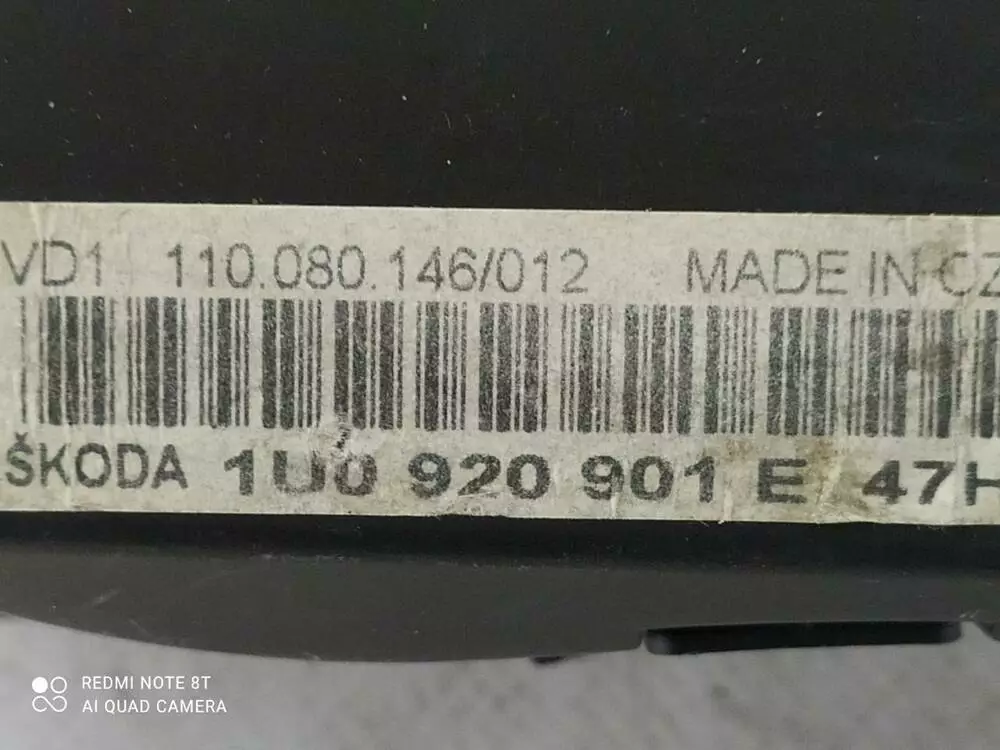 VD1 110.080.146/012 MADE IN CZ
ŠKODA 1U0 920 901 E 47H
REDMI NOTE 8T
AI QUAD CAMERA